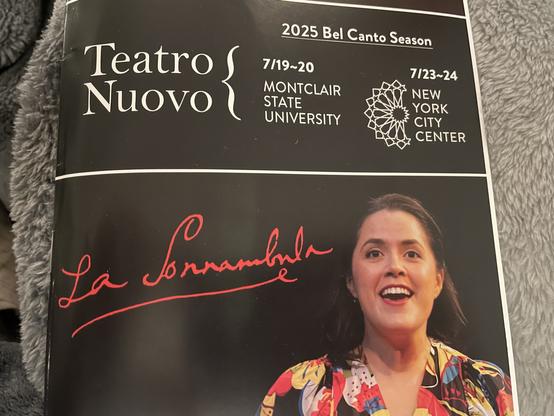 2025 Bel Canto Season
Teatro
Nuovo
7/19~20
MONTCLAIR
STATE
UNIVERSITY
7/23~24
NEW
YORK
CITY
CENTER
La Sonnambula